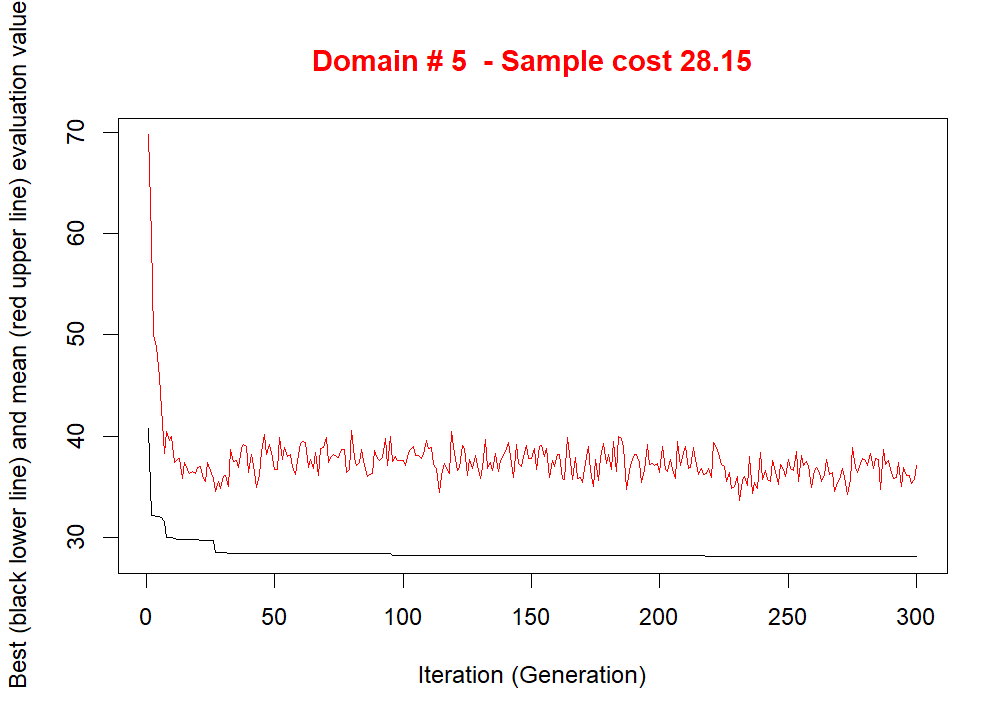 Domain # 5  - Sample cost 28.15
Best (black lower line) and mean (red upper line) evaluation value
70
60
50
40
30
0 50 100 150 200 250 300
Iteration (Generation)